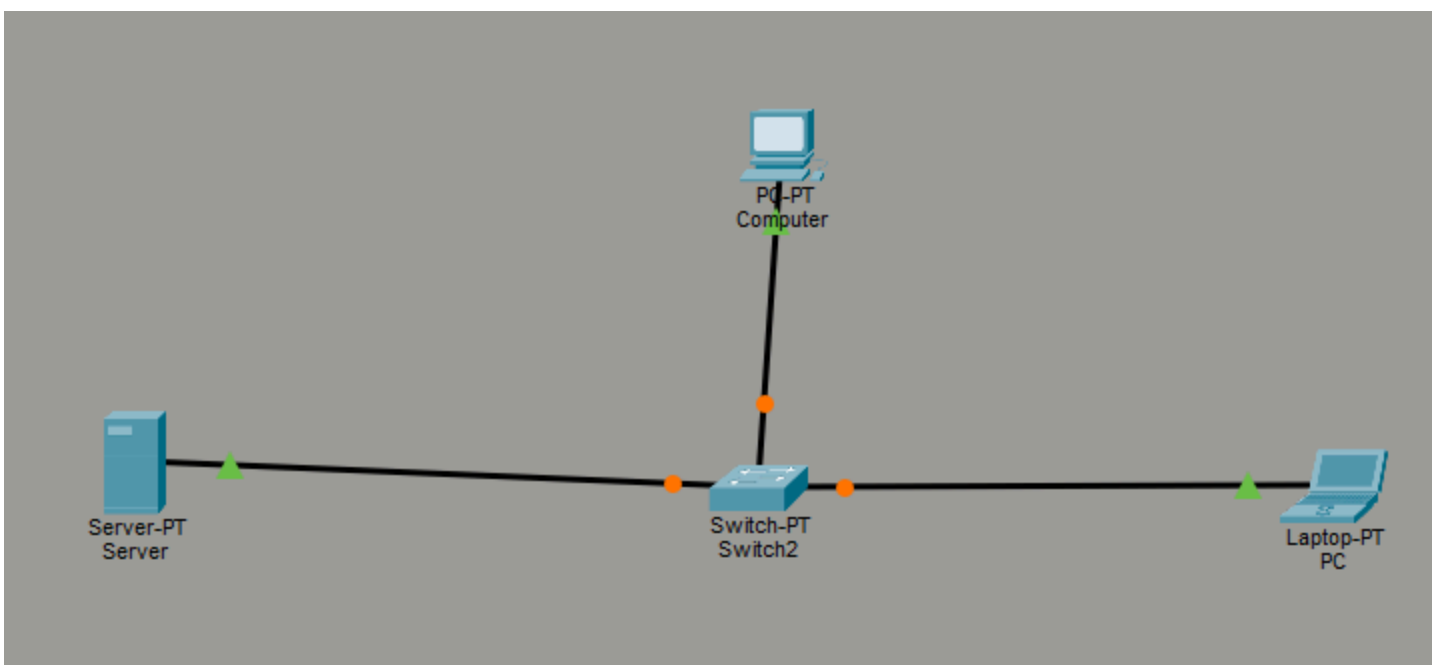 PC-PT
Computer
Server-PT
Server
Switch-PT
Switch2
Laptop-PT
PC